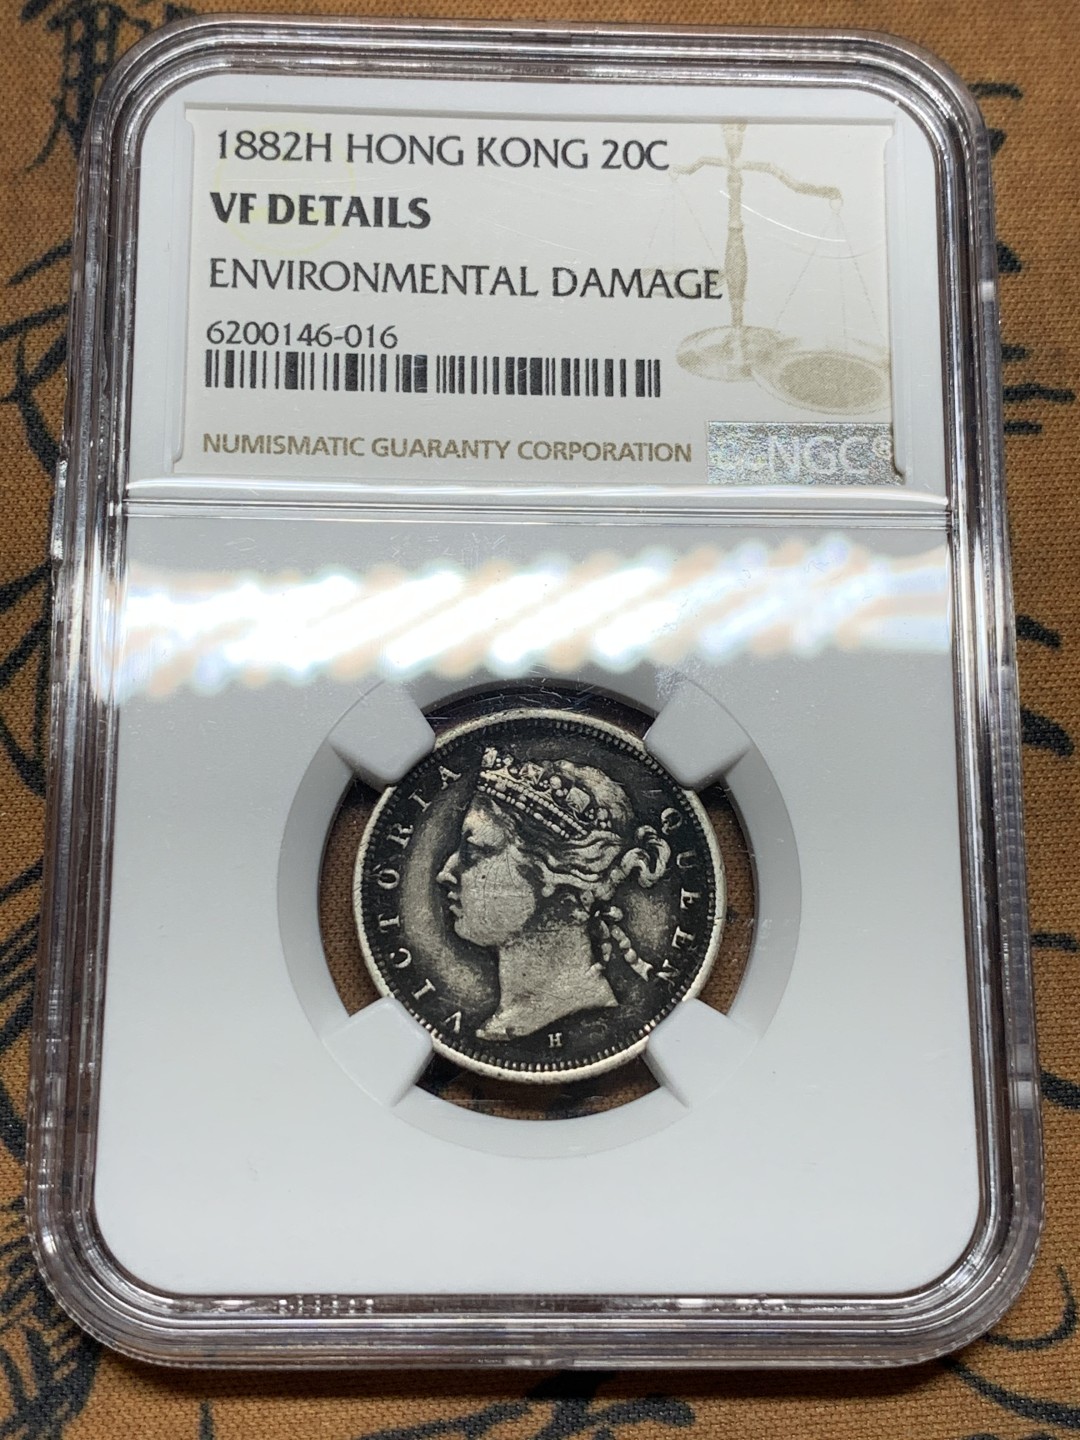 1882H HONG KONG 20C
VF DETAILS
ENVIRONMENTAL DAMAGE
6200146-016
NUMISMATIC GUARANTY CORPORATION
NGC®
VICTORIA QUEEN
H